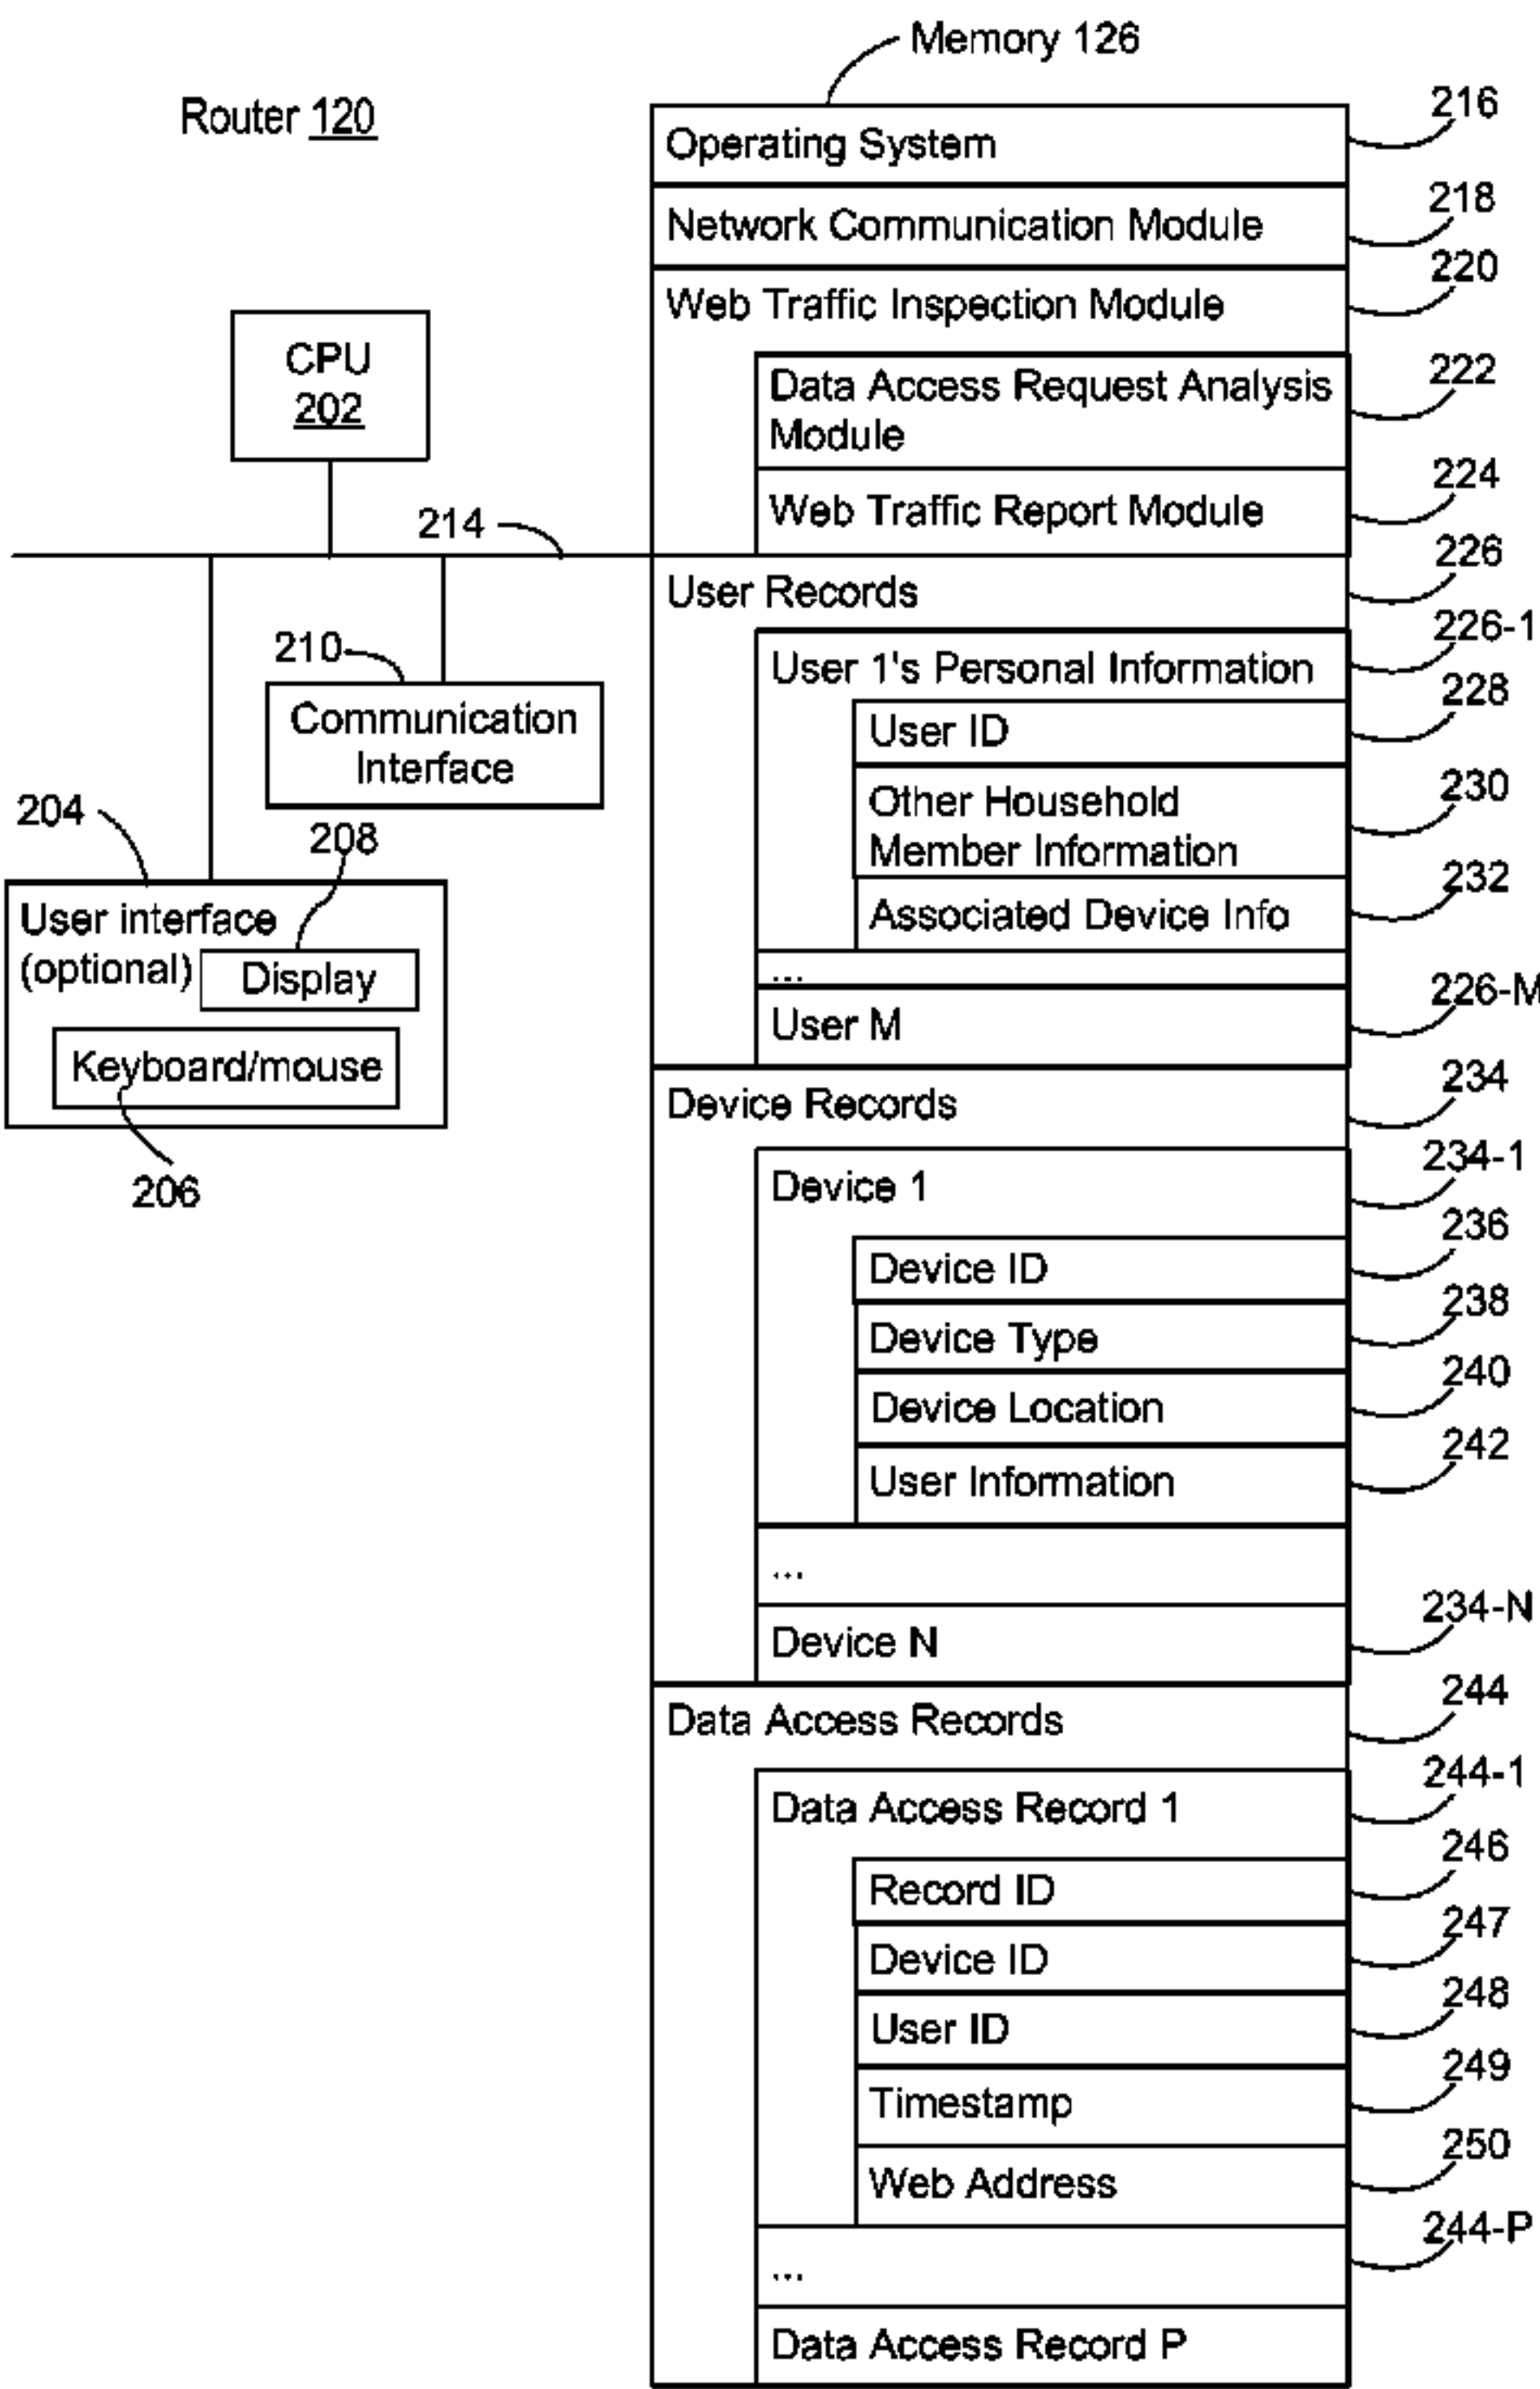 Memory 126
Router 120
Operating System
216
Network Communication Module
218
Web Traffic Inspection Module
220
Data Access Request Analysis
Module
222
Web Traffic Report Module
224
CPU
202
214
210
Communication
Interface
204
User interface
(optional)
208
Display
Keyboard/mouse
206
User Records
226
User 1's Personal Information
226-1
User ID
228
Other Household
Member Information
230
Associated Device Info
232
...
User M
226-M
Device Records
234
Device 1
234-1
Device ID
236
Device Type
238
Device Location
240
User Information
242
...
Device N
234-N
Data Access Records
244
Data Access Record 1
244-1
Record ID
246
Device ID
247
User ID
248
Timestamp
249
Web Address
250
...
244-P
Data Access Record P